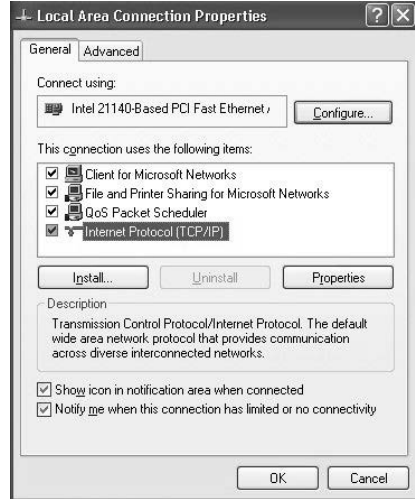 Local Area Connection Properties
General Advanced
Connect using:
Intel 21140-Based PCI Fast Ethernet
Configure...
This connection uses the following items:
Client for Microsoft Networks
File and Printer Sharing for Microsoft Networks
QoS Packet Scheduler
Internet Protocol (TCP/IP)
Install... Uninstall Properties
Description
Transmission Control Protocol/Internet Protocol. The default
wide area network protocol that provides communication
across diverse interconnected networks.
Show icon in notification area when connected
Notify me when this connection has limited or no connectivity
OK Cancel